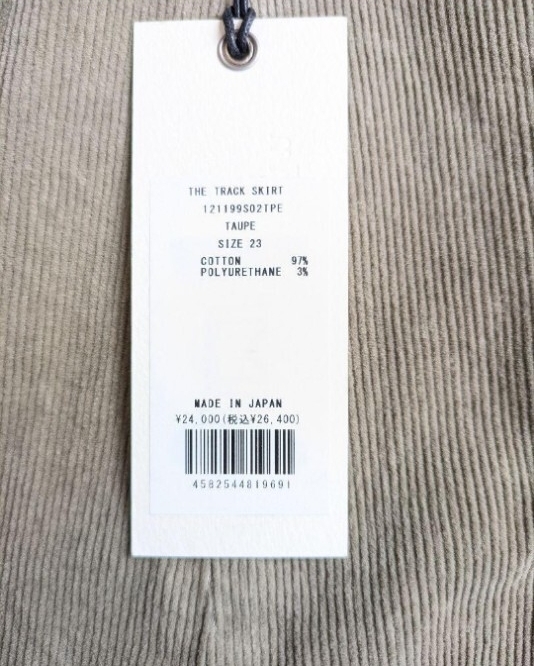 THE TRACK SKIRT
121199S02TPE
TAUPE
SIZE 23
COTTON 97%
POLYURETHANE 3%
MADE IN JAPAN
¥24,000(税込¥26,400)
4582544819691